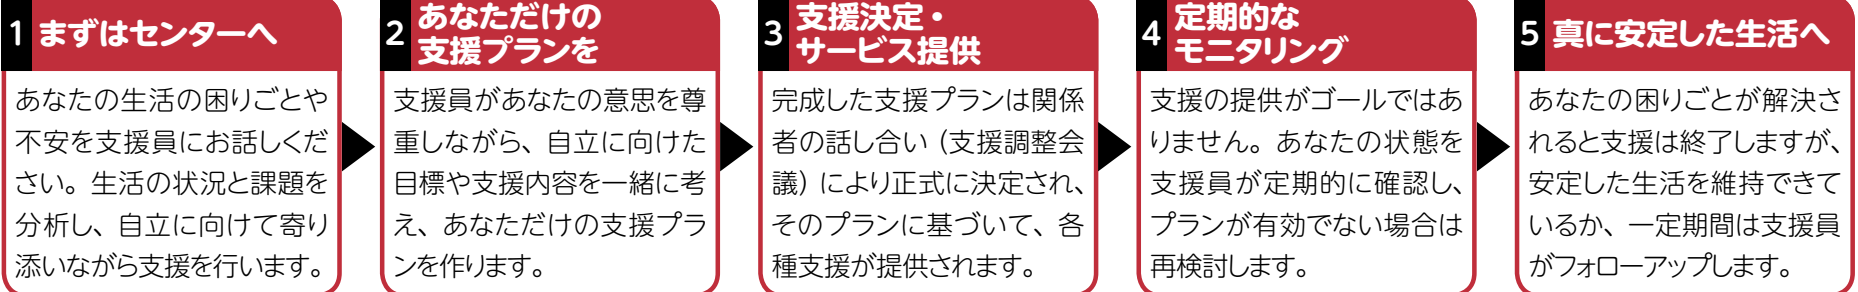 1 まずはセンターへ
あなたの生活の困りごとや
不安を支援員にお話しくだ
さい。生活の状況と課題を
分析し、自立に向けて寄り
添いながら支援を行います。
2 あなただけの
支援プランを
支援員があなたの意思を尊
重しながら、自立に向けた
目標や支援内容を一緒に考
え、あなただけの支援プラ
ンを作ります。
3 支援決定・
サービス提供
完成した支援プランは関係
者の話し合い（支援調整会
議）により正式に決定され、
そのプランに基づいて、各
種支援が提供されます。
4 定期的な
モニタリング
支援の提供がゴールではあ
りません。あなたの状態を
支援員が定期的に確認し、
プランが有効でない場合は
再検討します。
5 真に安定した生活へ
あなたの困りごとが解決さ
れると支援は終了しますが、
安定した生活を維持できて
いるか、一定期間は支援員
がフォローアップします。